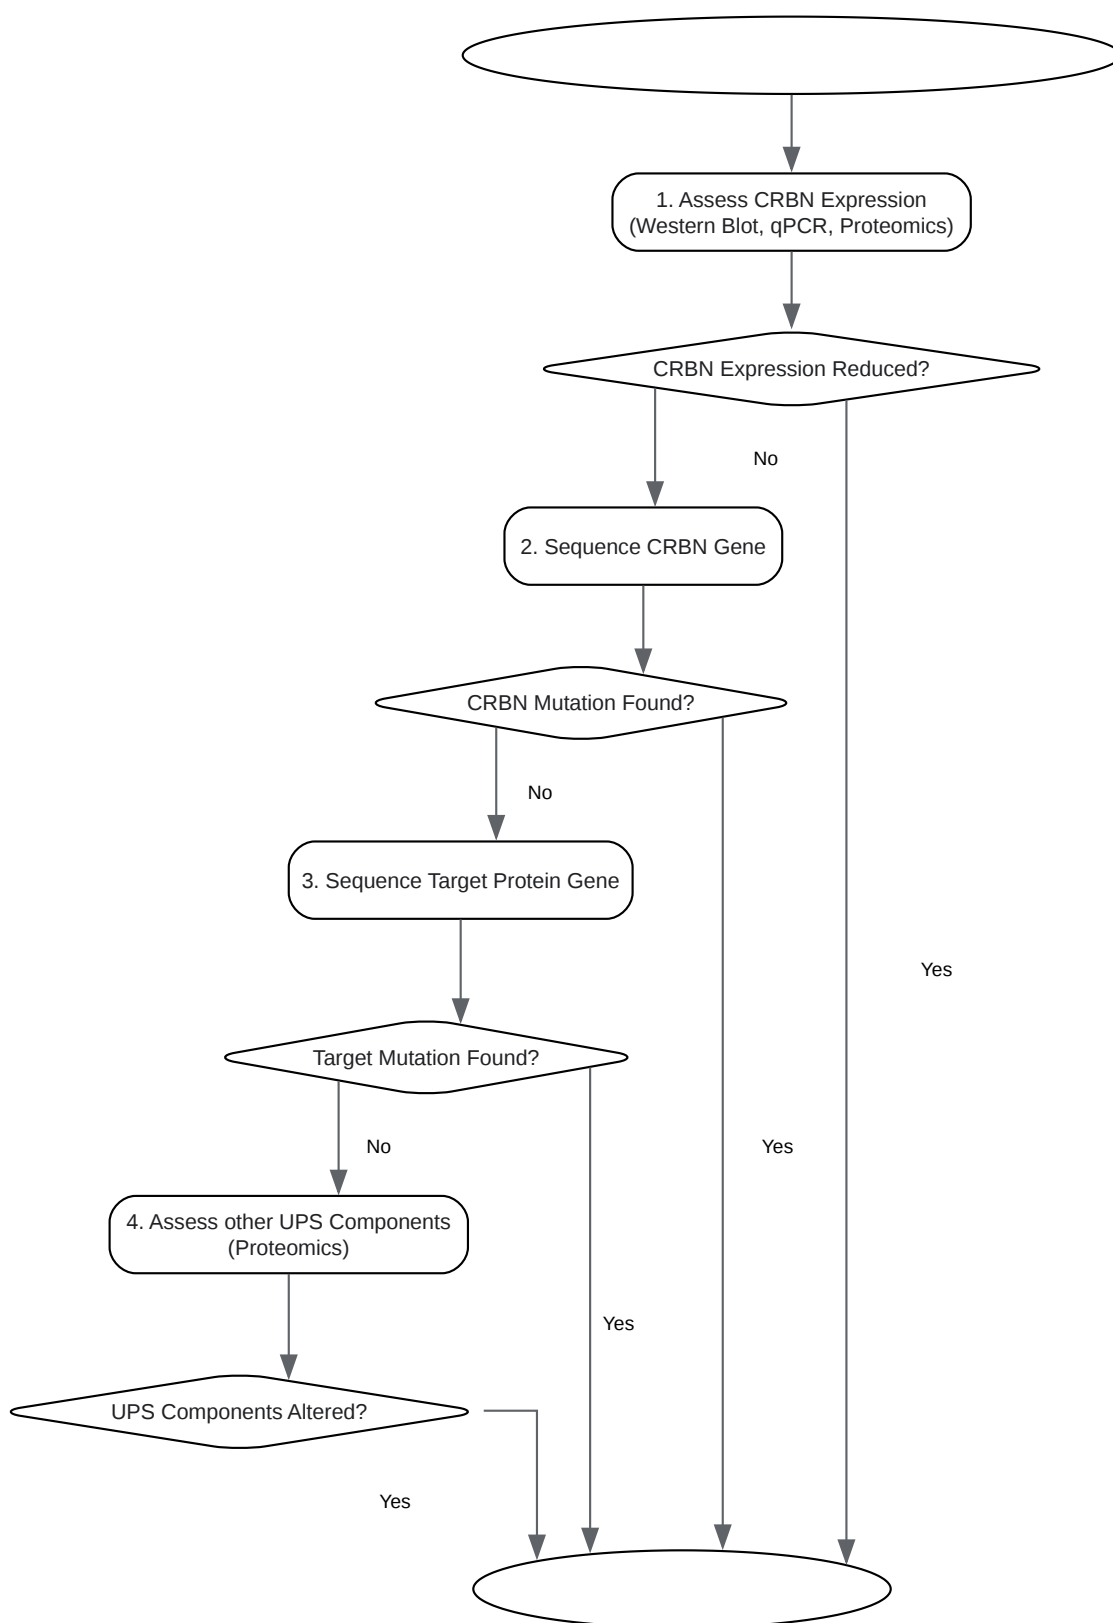 1. Assess CRBN Expression
(Western Blot, qPCR, Proteomics)
CRBN Expression Reduced?
No
2. Sequence CRBN Gene
CRBN Mutation Found?
No
3. Sequence Target Protein Gene
Yes
Target Mutation Found?
No
Yes
4. Assess other UPS Components
(Proteomics)
Yes
UPS Components Altered?
Yes